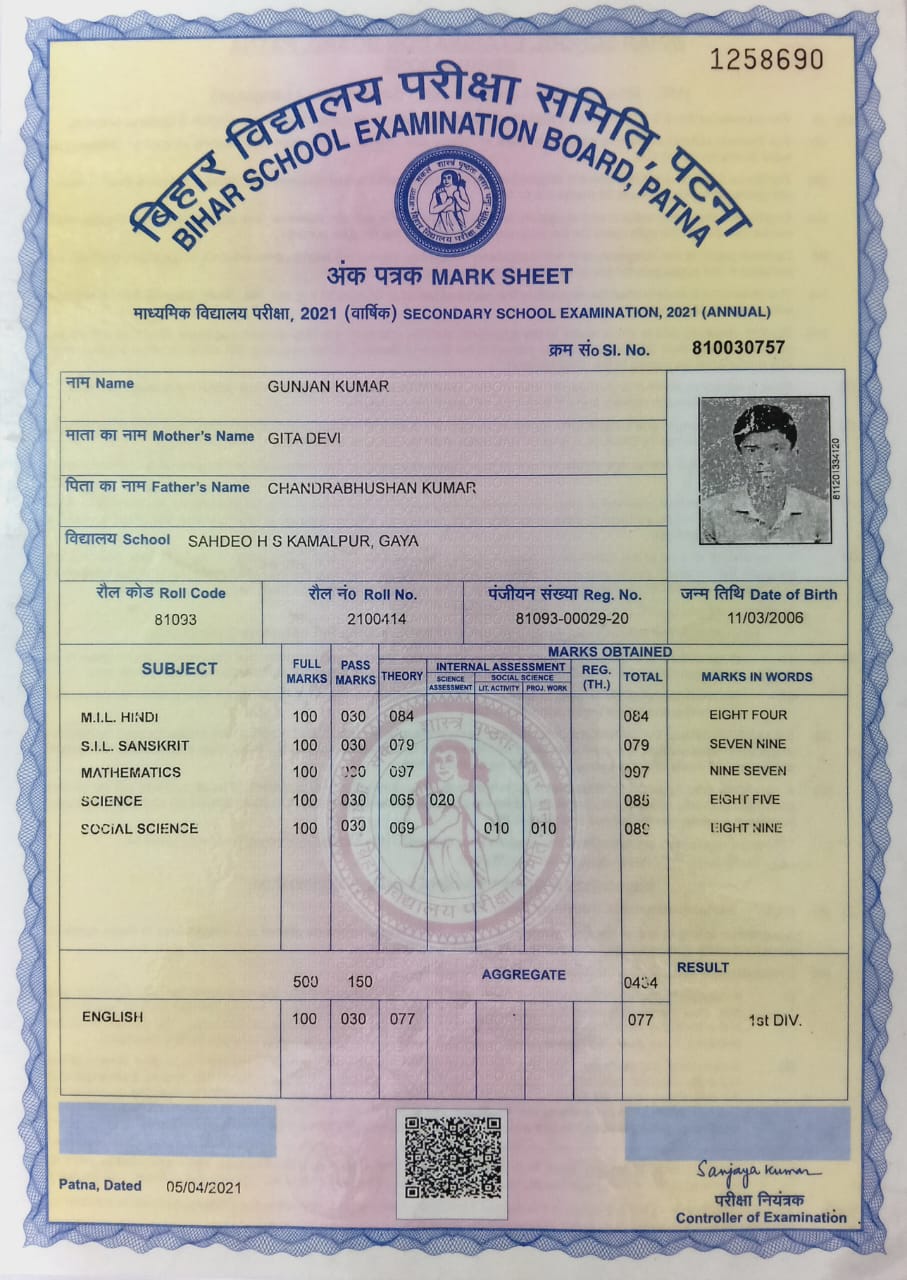 1258690
बिहार विद्यालय परीक्षा समिति, पटना
BIHAR SCHOOL EXAMINATION BOARD, PATNA
अंक पत्रक MARK SHEET
माध्यमिक विद्यालय परीक्षा, 2021 (वार्षिक) SECONDARY SCHOOL EXAMINATION, 2021 (ANNUAL)
क्रम सं० Sl. No. 810030757
नाम Name GUNJAN KUMAR
माता का नाम Mother's Name GITA DEVI
पिता का नाम Father's Name CHANDRABHUSHAN KUMAR
विद्यालय School SAHDEO H S KAMALPUR, GAYA
811201334120
रौल कोड Roll Code रौल नं० Roll No. पंजीयन संख्या Reg. No. जन्म तिथि Date of Birth
81093 2100414 81093-00029-20 11/03/2006
SUBJECT FULL MARKS PASS MARKS MARKS OBTAINED
THEORY INTERNAL ASSESSMENT REG. (TH.) TOTAL MARKS IN WORDS
SCIENCE ASSESSMENT SOCIAL SCIENCE
LIT. ACTIVITY PROJ. WORK
M.I.L. HINDI 100 030 084 084 EIGHT FOUR
S.I.L. SANSKRIT 100 030 079 079 SEVEN NINE
MATHEMATICS 100 030 097 097 NINE SEVEN
SCIENCE 100 030 065 020 085 EIGHT FIVE
SOCIAL SCIENCE 100 030 069 010 010 089 EIGHT NINE
500 150 AGGREGATE 0434 RESULT
ENGLISH 100 030 077 077 1st DIV.
Patna, Dated 05/04/2021
Sanjaya Kumar
परीक्षा नियंत्रक
Controller of Examination